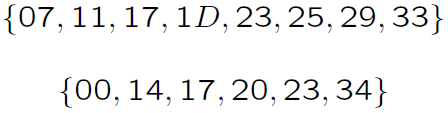 {07, 11, 17, 1D, 23, 25, 29, 33}
{00, 14, 17, 20, 23, 34}